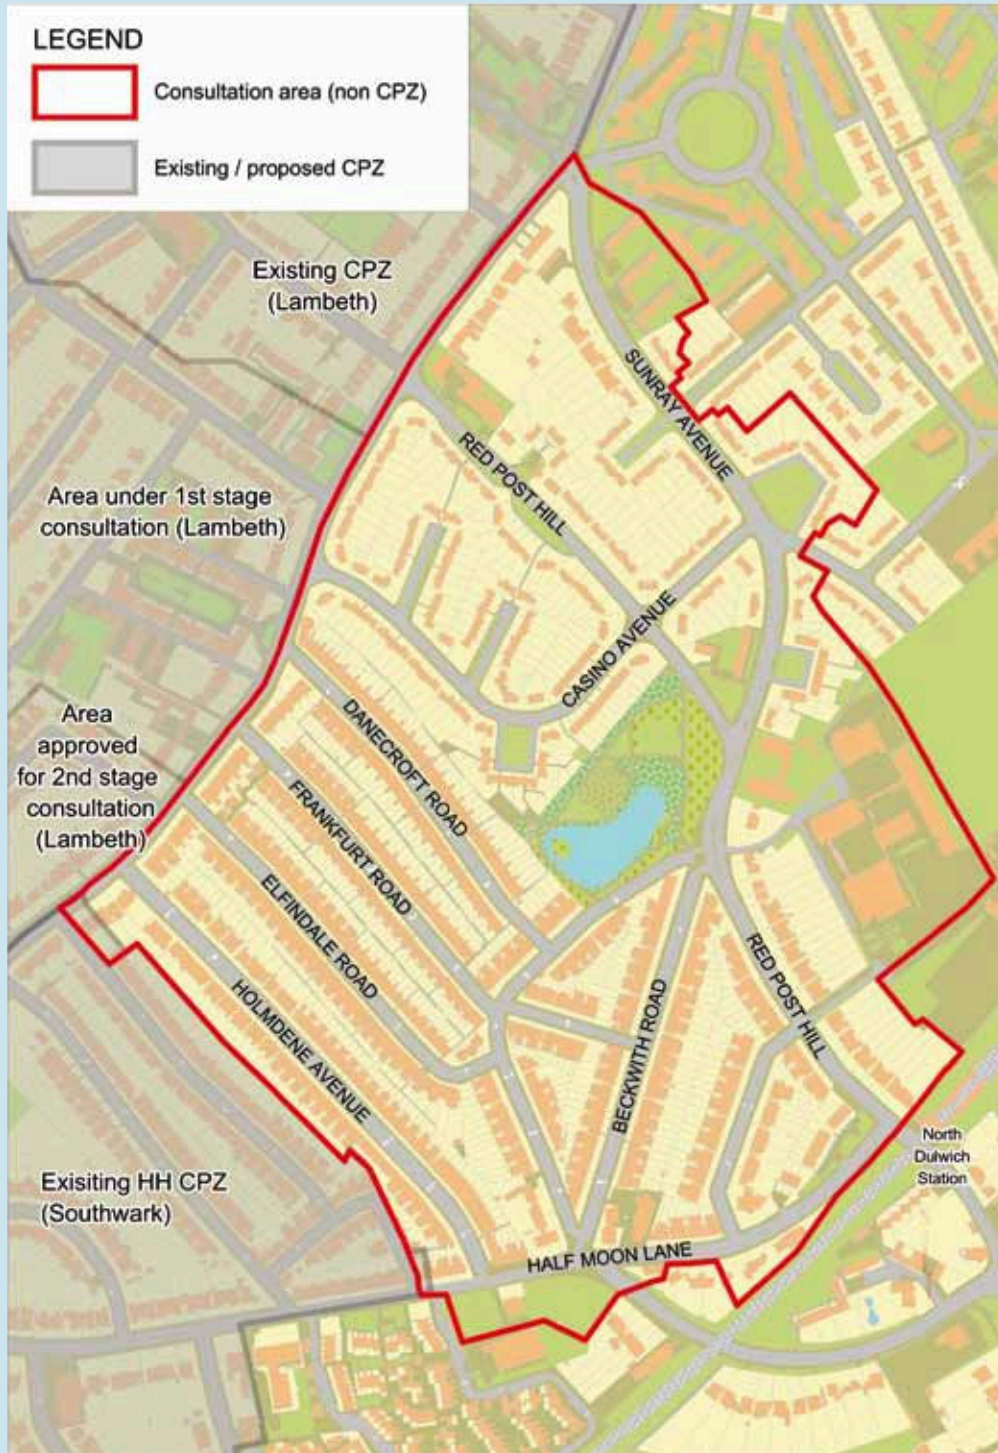 LEGEND
Consultation area (non CPZ)
Existing / proposed CPZ
Existing CPZ
(Lambeth)
SUNRAY AVENUE
RED POST HILL
Area under 1st stage
consultation (Lambeth)
CASINO AVENUE
Area
approved
for 2nd stage
consultation
(Lambeth)
DANECROFT ROAD
FRANKFURT ROAD
ELFINDALE ROAD
HOLMDENE AVENUE
BECKWITH ROAD
RED POST HILL
North
Dulwich
Station
Exisiting HH CPZ
(Southwark)
HALF MOON LANE